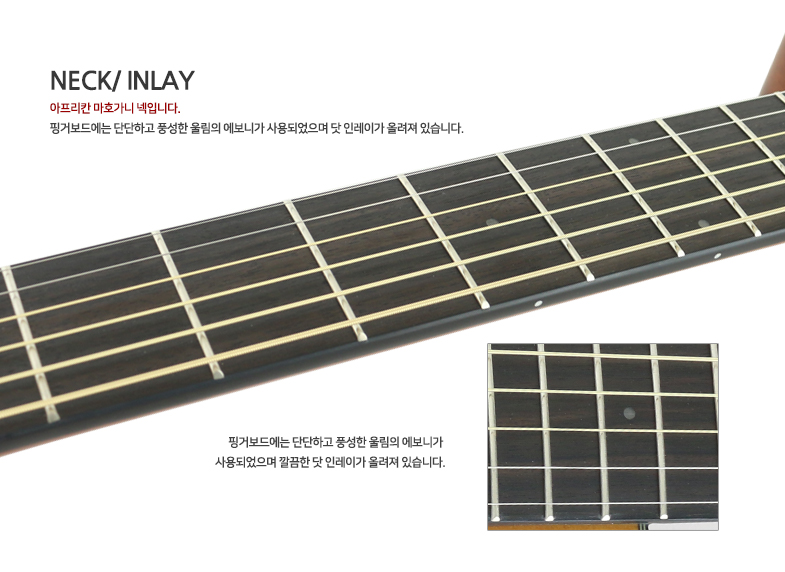 NECK/ INLAY
아프리칸 마호가니 넥입니다.
핑거보드에는 단단하고 풍성한 울림의 에보니가 사용되었으며 닷 인레이가 올려져 있습니다.
핑거보드에는 단단하고 풍성한 울림의 에보니가
사용되었으며 깔끔한 닷 인레이가 올려져 있습니다.